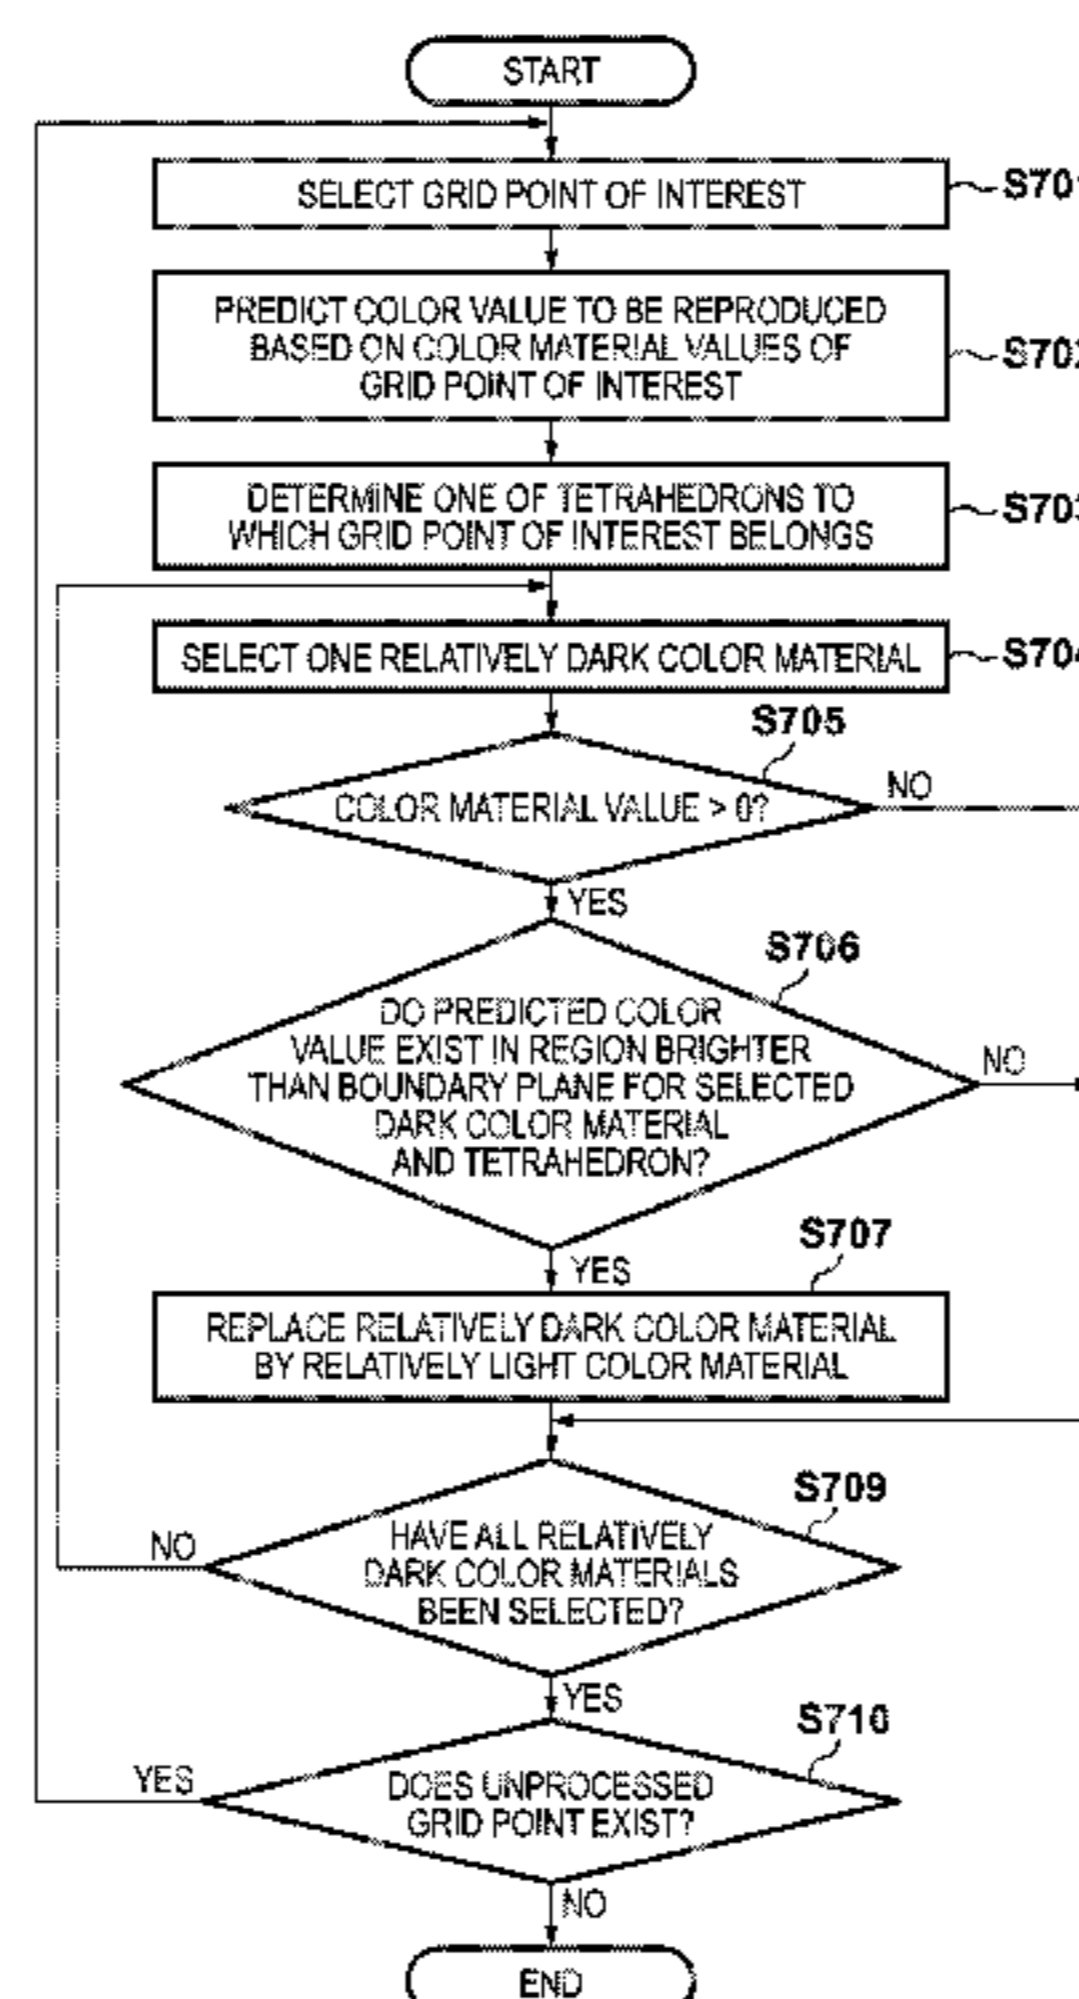 START
SELECT GRID POINT OF INTEREST
S701
PREDICT COLOR VALUE TO BE REPRODUCED
BASED ON COLOR MATERIAL VALUES OF
GRID POINT OF INTEREST
S702
DETERMINE ONE OF TETRAHEDRONS TO
WHICH GRID POINT OF INTEREST BELONGS
S703
SELECT ONE RELATIVELY DARK COLOR MATERIAL
S704
S705
COLOR MATERIAL VALUE > 0?
NO
YES
S706
DO PREDICTED COLOR
VALUE EXIST IN REGION BRIGHTER
THAN BOUNDARY PLANE FOR SELECTED
DARK COLOR MATERIAL
AND TETRAHEDRON?
NO
YES
S707
REPLACE RELATIVELY DARK COLOR MATERIAL
BY RELATIVELY LIGHT COLOR MATERIAL
S709
HAVE ALL RELATIVELY
DARK COLOR MATERIALS
BEEN SELECTED?
NO
YES
S710
DOES UNPROCESSED
GRID POINT EXIST?
YES
NO
END